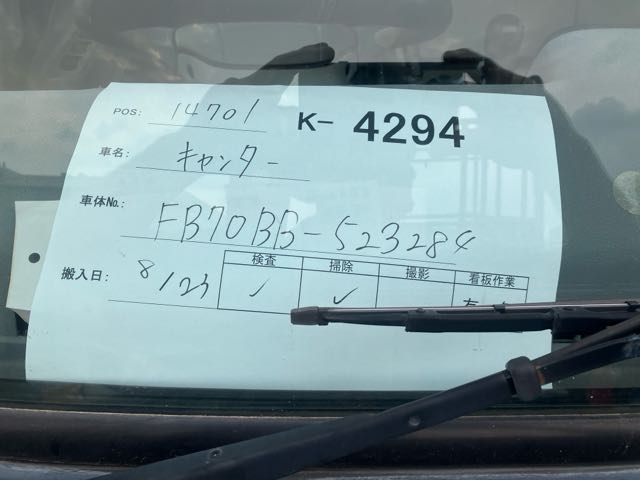 POS: 14701 K- 4294
車名: キャンター
車体No.: FB70BB-523284
搬入日: 8/23
検査 掃除 撮影 看板作業
✓ ✓